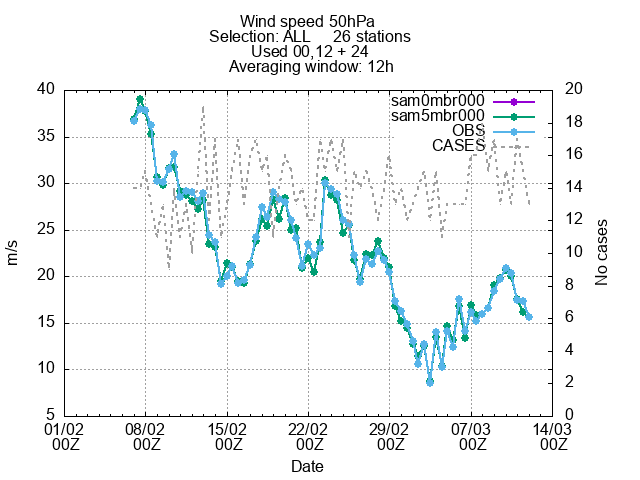 Wind speed 50hPa
Selection: ALL 26 stations
Used 00,12 + 24
Averaging window: 12h
sam0mbr000
sam5mbr000
OBS
CASES
40
35
30
25
20
15
10
5
m/s
20
18
16
14
12
10
8
6
4
2
0
No cases
01/02 08/02 15/02 22/02 29/02 07/03 14/03
00Z 00Z 00Z 00Z 00Z 00Z 00Z
Date